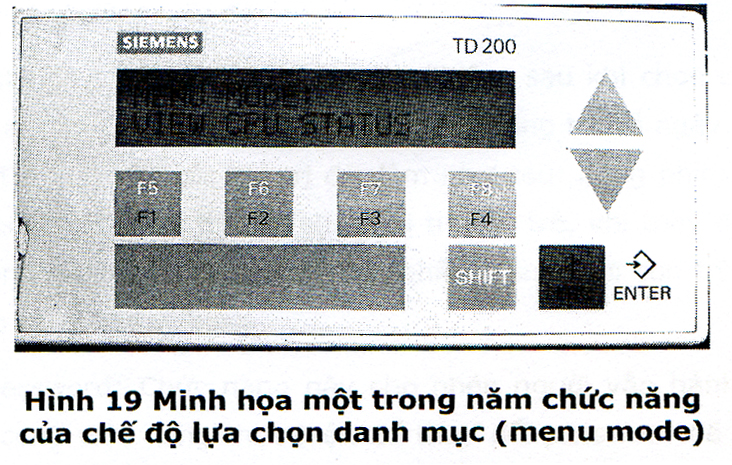 SIEMENS
TD 200
MENU MODE:
VIEW CPU STATUS
F5 F6 F7 F8
F1 F2 F3 F4
SHIFT
ENTER
Hình 19 Minh họa một trong năm chức năng
của chế độ lựa chọn danh mục (menu mode)